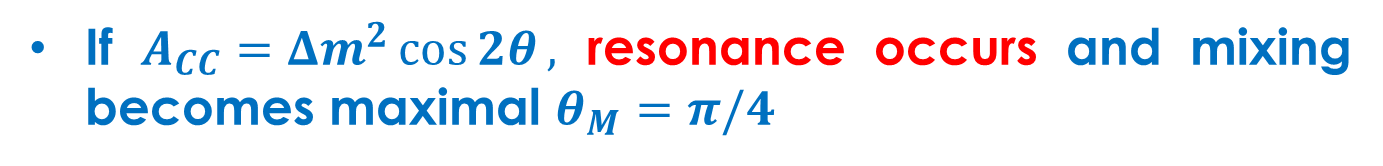 • If 𝑨_CC = 𝚫𝒎² cos 𝟐𝜽 , resonance occurs and mixing
becomes maximal 𝜽_M = 𝝅/𝟒